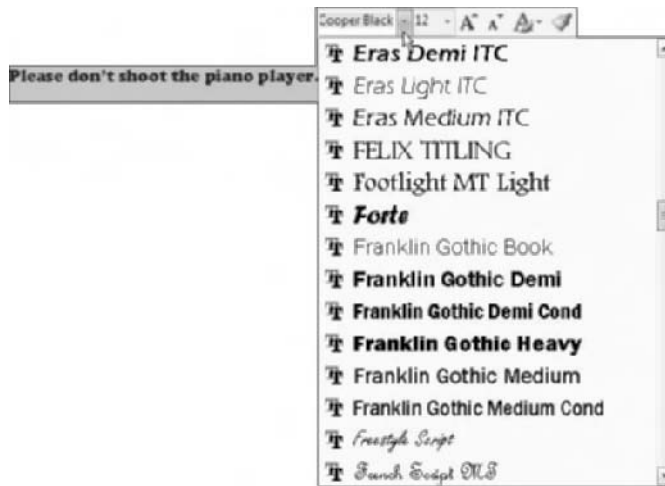 Cooper Black 12
Please don't shoot the piano player.
Eras Demi ITC
Eras Light ITC
Eras Medium ITC
FELIX TITLING
Footlight MT Light
Forte
Franklin Gothic Book
Franklin Gothic Demi
Franklin Gothic Demi Cond
Franklin Gothic Heavy
Franklin Gothic Medium
Franklin Gothic Medium Cond
Freestyle Script
French Script MT